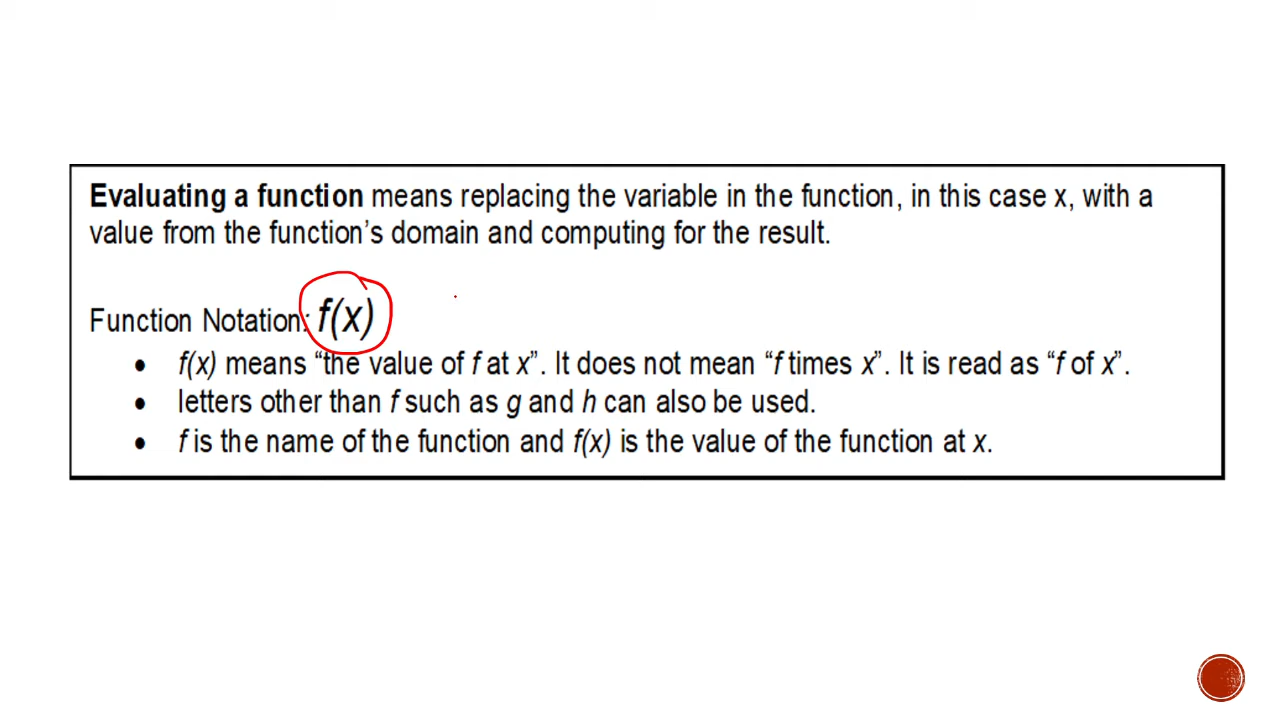 Evaluating a function means replacing the variable in the function, in this case x, with a
value from the function's domain and computing for the result.
Function Notation: f(x)
• f(x) means “the value of f at x”. It does not mean “f times x”. It is read as “f of x”.
• letters other than f such as g and h can also be used.
• f is the name of the function and f(x) is the value of the function at x.